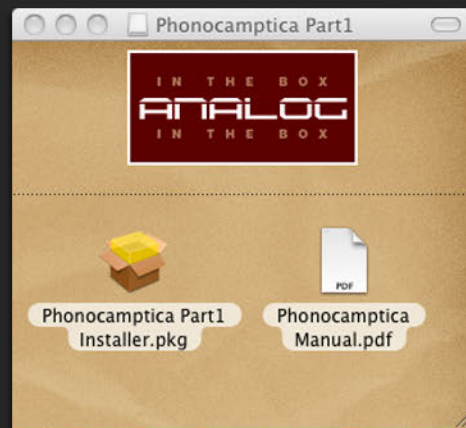 Phonocamptica Part1
IN THE BOX
ANALOG
IN THE BOX
PDF
Phonocamptica Part1
Installer.pkg
Phonocamptica
Manual.pdf